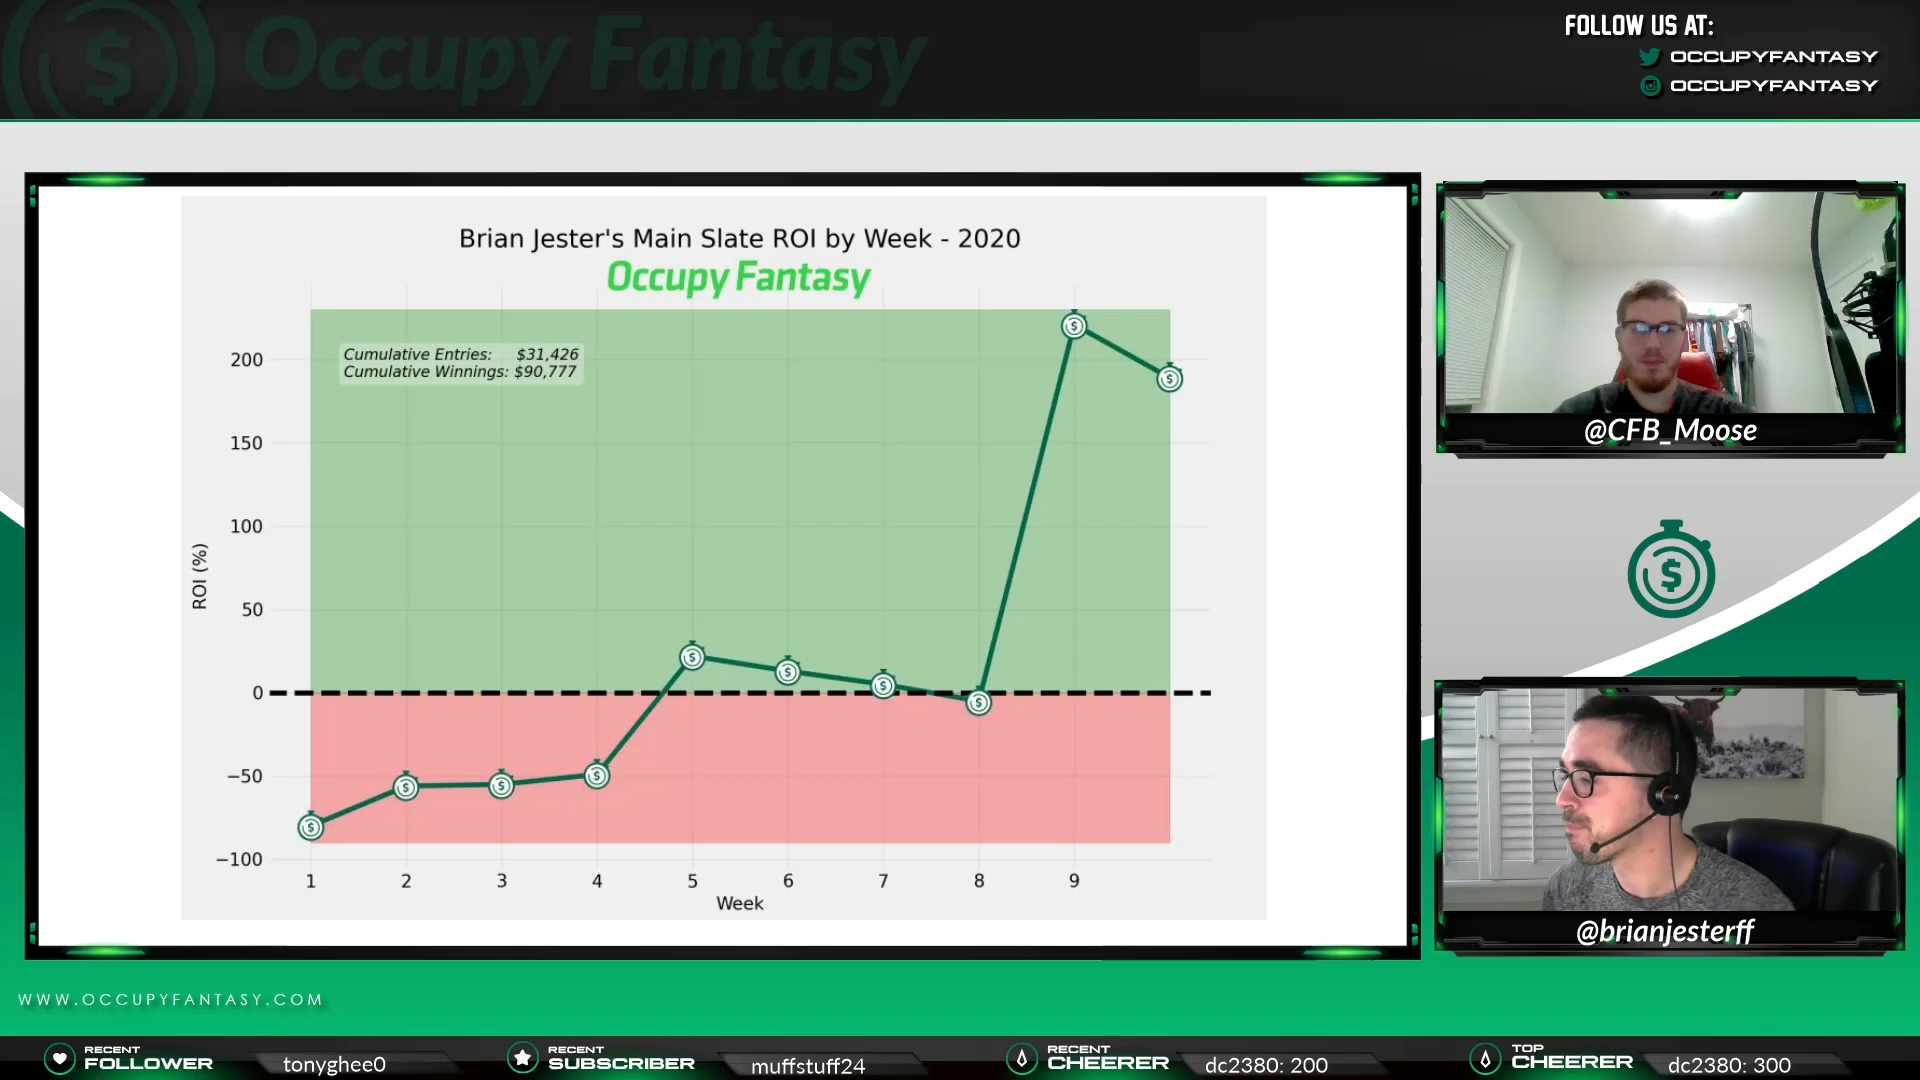 Occupy Fantasy
FOLLOW US AT:
OCCUPYFANTASY
OCCUPYFANTASY
Brian Jester's Main Slate ROI by Week - 2020
Occupy Fantasy
Cumulative Entries: $31,426
Cumulative Winnings: $90,777
200
150
100
50
0
−50
−100
ROI (%)
1 2 3 4 5 6 7 8 9
Week
@CFB_Moose
$
@brianjesterff
WWW.OCCUPYFANTASY.COM
RECENT FOLLOWER tonyghee0
RECENT SUBSCRIBER muffstuff24
RECENT CHEERER dc2380: 200
TOP CHEERER dc2380: 300